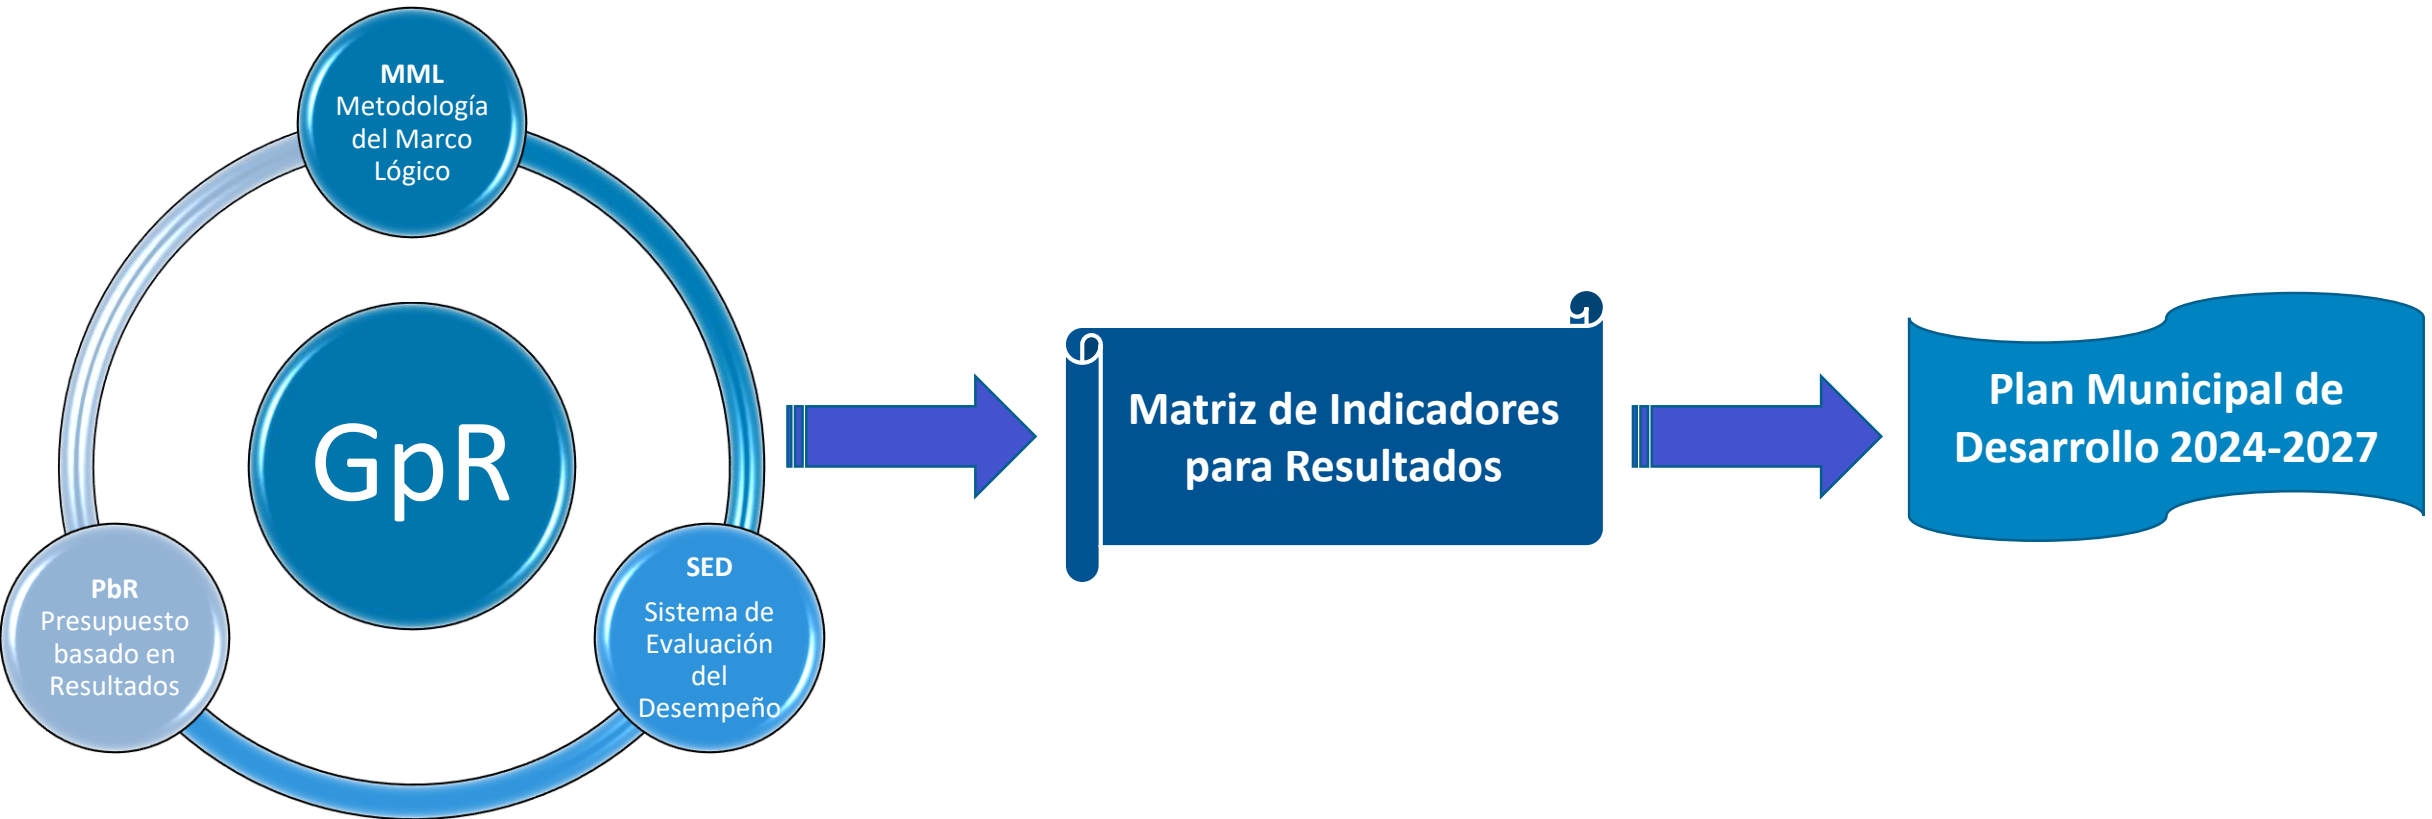 MML
Metodología
del Marco
Lógico
GpR
PbR
Presupuesto
basado en
Resultados
SED
Sistema de
Evaluación
del
Desempeño
Matriz de Indicadores
para Resultados
Plan Municipal de
Desarrollo 2024-2027